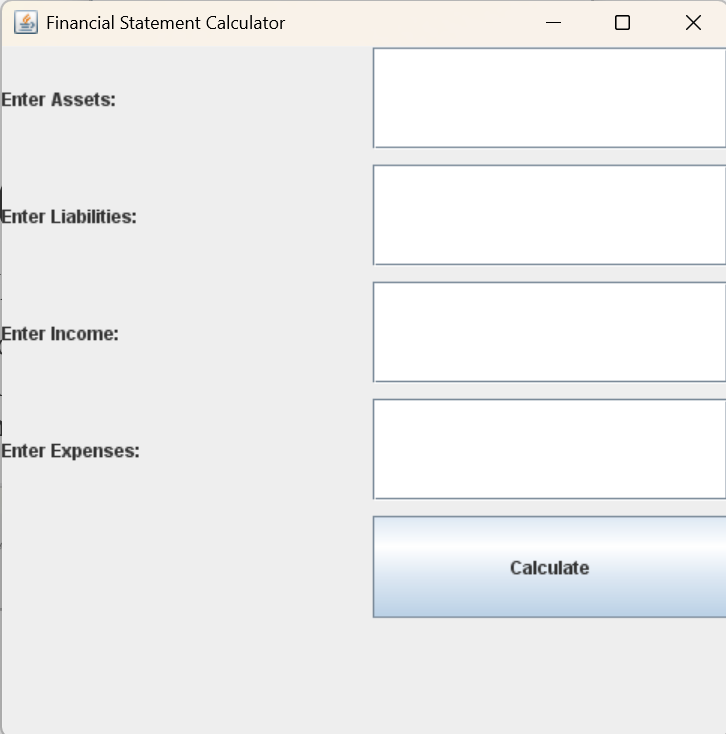 Financial Statement Calculator
Enter Assets:
Enter Liabilities:
Enter Income:
Enter Expenses:
Calculate